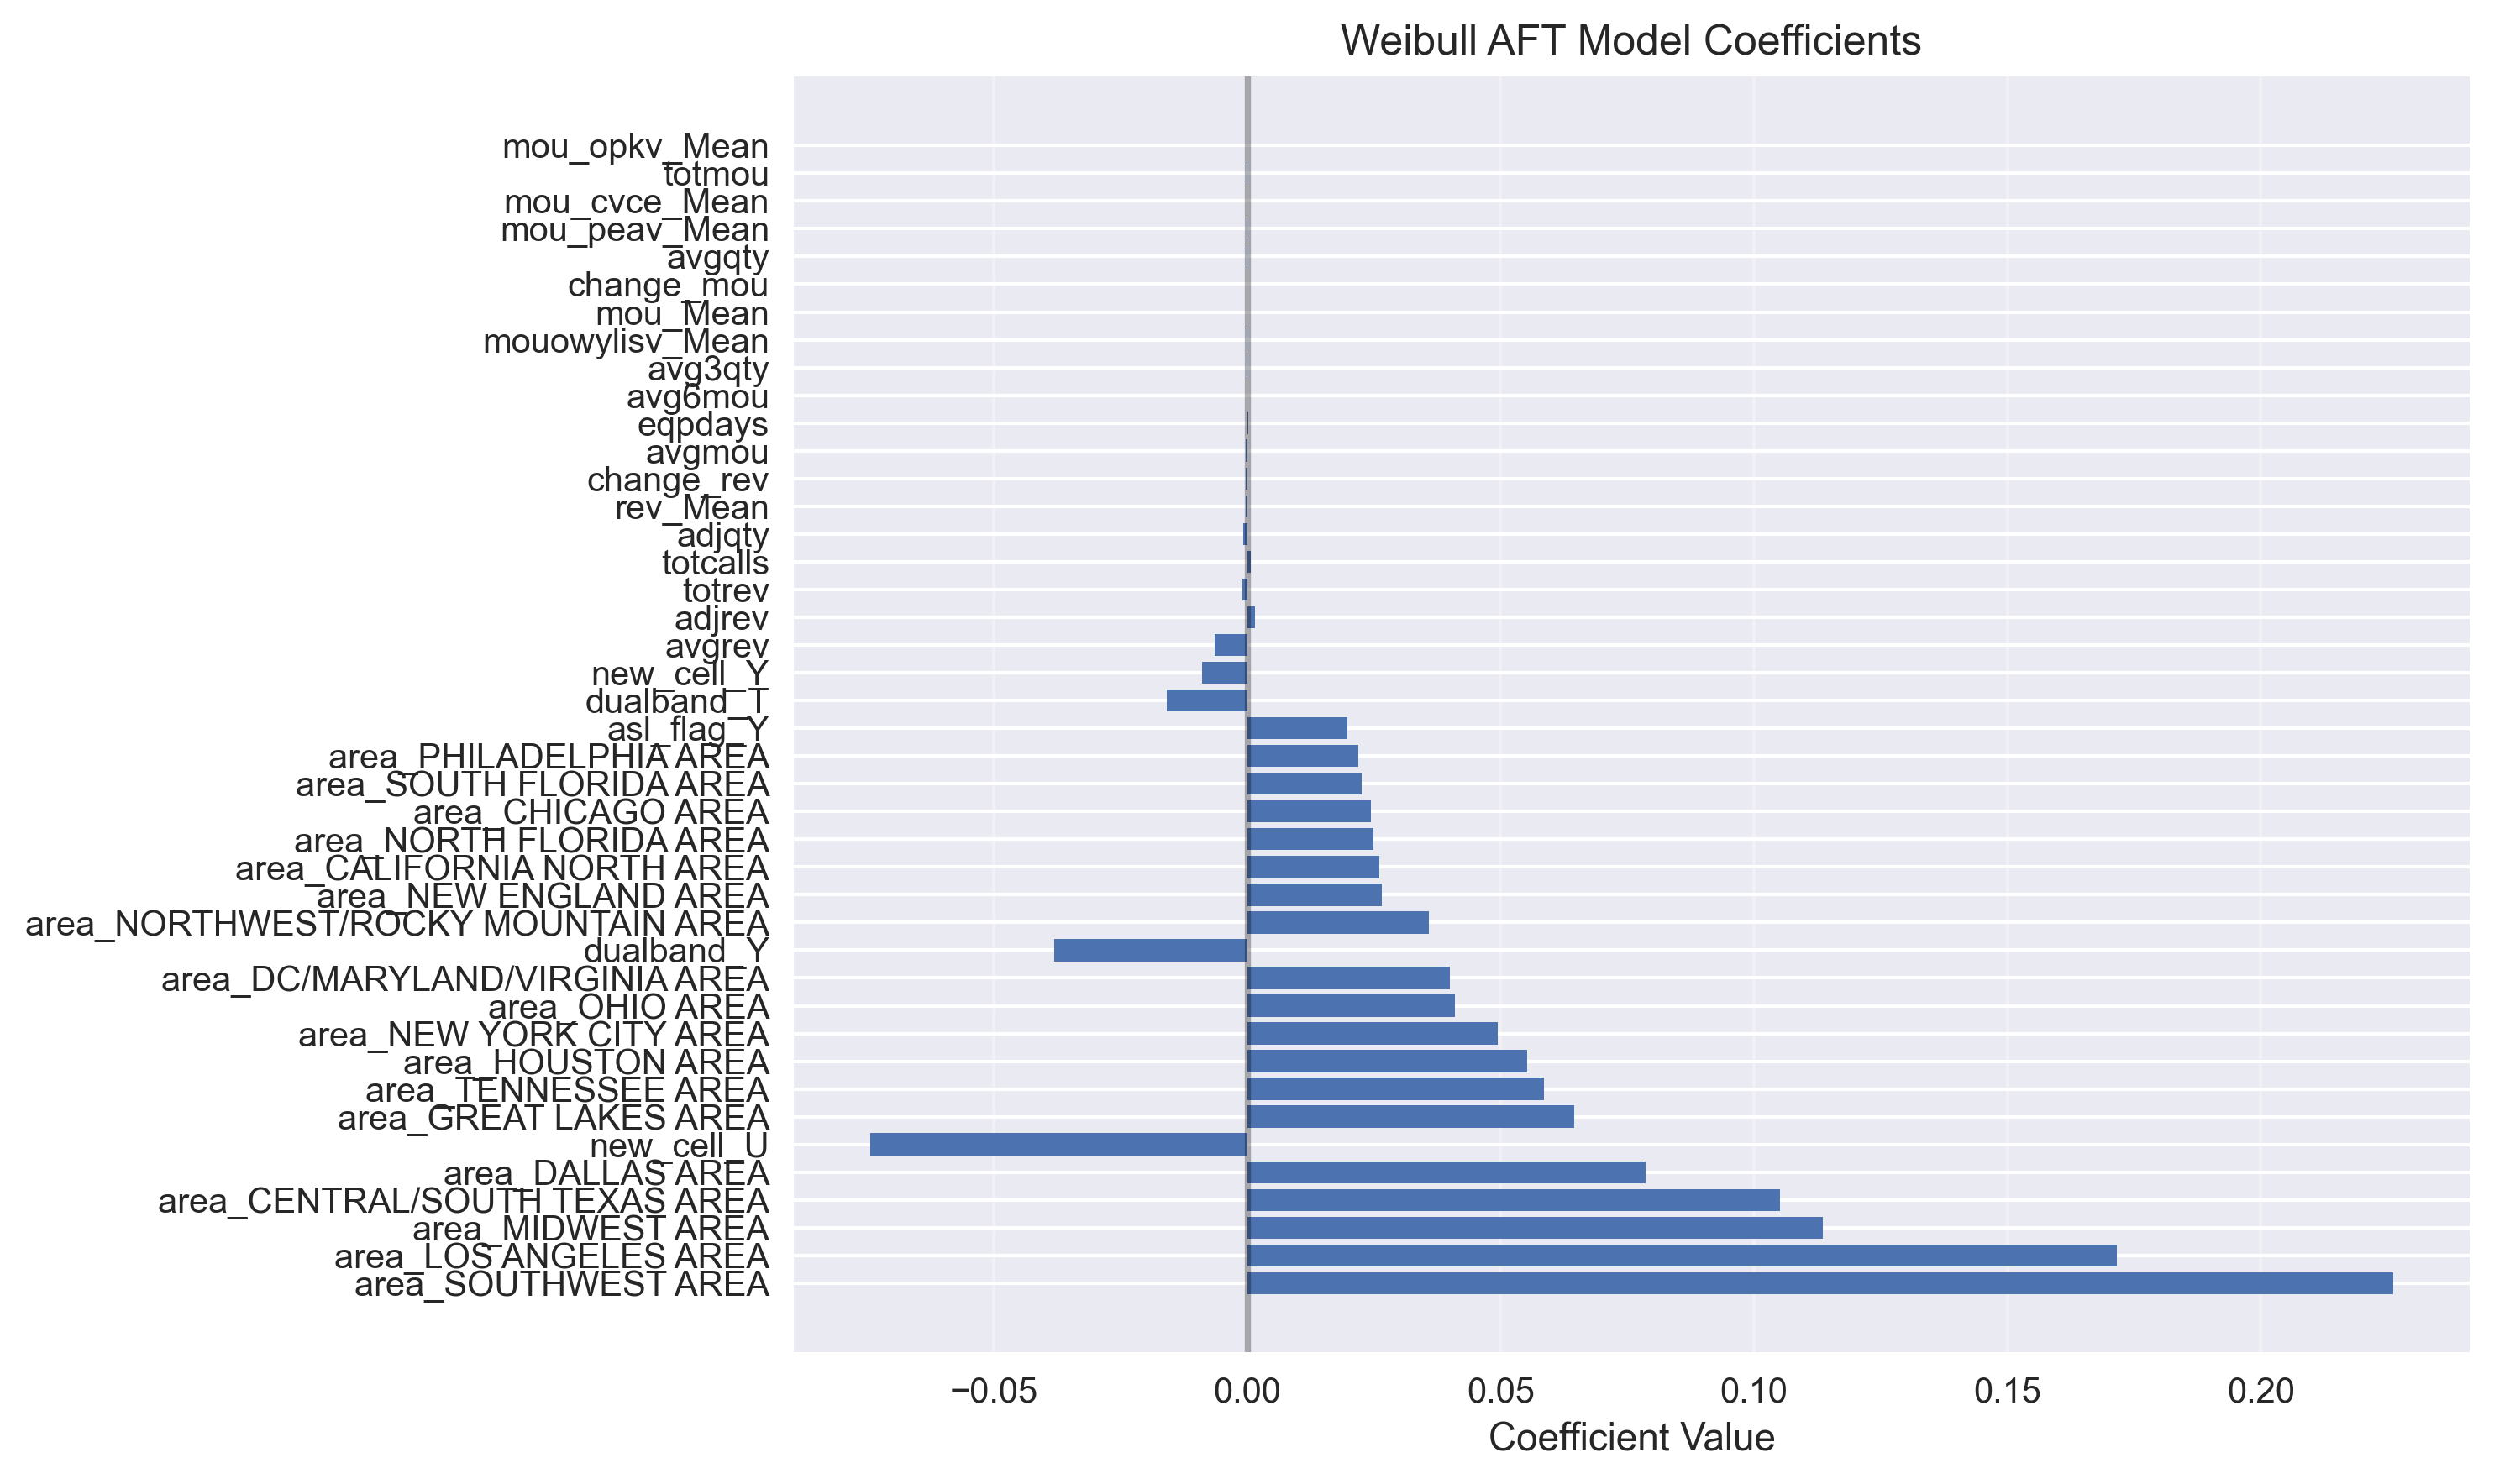 Weibull AFT Model Coefficients
mou_opkv_Mean
totmou
mou_cvce_Mean
mou_peav_Mean
avgqty
change_mou
mou_Mean
mouowylisv_Mean
avg3qty
avg6mou
eqpdays
avgmou
change_rev
rev_Mean
adjqty
totcalls
totrev
adjrev
avgrev
new_cell_Y
dualband_T
asl_flag_Y
area_PHILADELPHIA AREA
area_SOUTH FLORIDA AREA
area_CHICAGO AREA
area_NORTH FLORIDA AREA
area_CALIFORNIA NORTH AREA
area_NEW ENGLAND AREA
area_NORTHWEST/ROCKY MOUNTAIN AREA
dualband_Y
area_DC/MARYLAND/VIRGINIA AREA
area_OHIO AREA
area_NEW YORK CITY AREA
area_HOUSTON AREA
area_TENNESSEE AREA
area_GREAT LAKES AREA
new_cell_U
area_DALLAS AREA
area_CENTRAL/SOUTH TEXAS AREA
area_MIDWEST AREA
area_LOS ANGELES AREA
area_SOUTHWEST AREA
−0.05 0.00 0.05 0.10 0.15 0.20
Coefficient Value